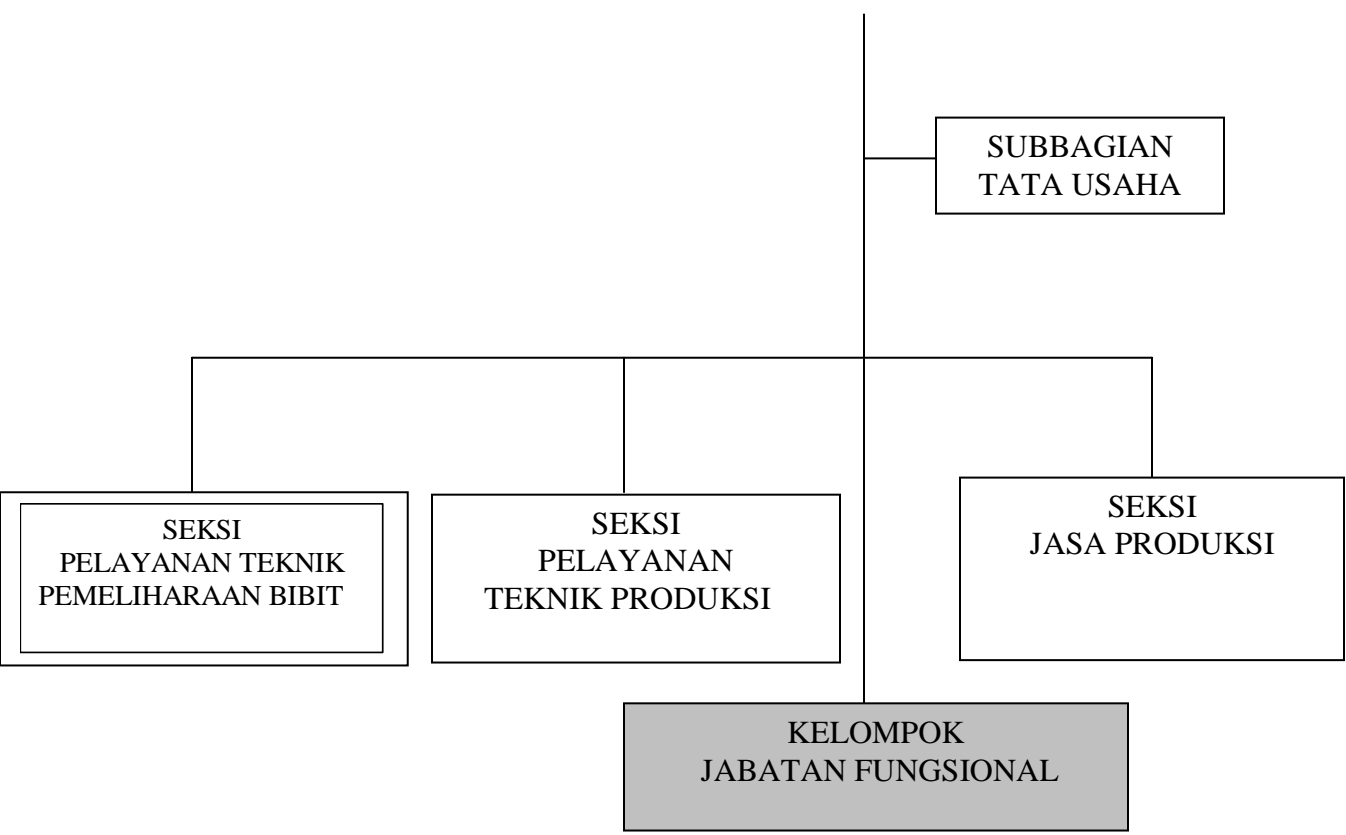 SUBBAGIAN
TATA USAHA
SEKSI
PELAYANAN TEKNIK
PEMELIHARAAN BIBIT
SEKSI
PELAYANAN
TEKNIK PRODUKSI
SEKSI
JASA PRODUKSI
KELOMPOK
JABATAN FUNGSIONAL